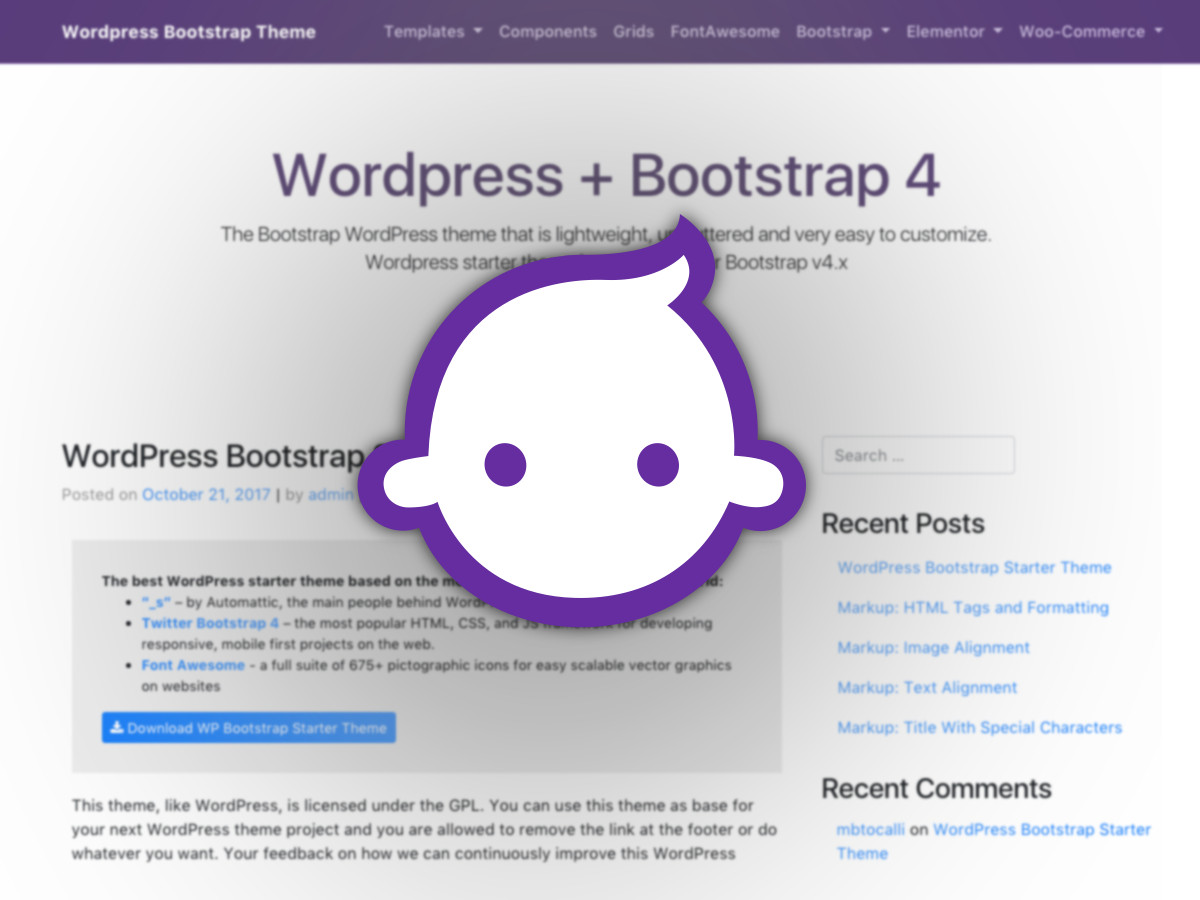 Wordpress Bootstrap Theme
Templates Components Grids FontAwesome Bootstrap Elementor Woo-Commerce
Wordpress + Bootstrap 4
The Bootstrap WordPress theme that is lightweight, and very easy to customize.
Wordpress starter Bootstrap v4.x
WordPress Bootstrap
Posted on October 21, 2017 | by admin
The best WordPress starter theme based on the
• "_s" – by Automattic, the main people behind
• Twitter Bootstrap 4 – the most popular HTML, CSS, and JS for developing
responsive, mobile first projects on the web.
• Font Awesome - a full suite of 675+ pictographic icons for easy scalable vector graphics
on websites
Download WP Bootstrap Starter Theme
This theme, like WordPress, is licensed under the GPL. You can use this theme as base for
your next WordPress theme project and you are allowed to remove the link at the footer or do
whatever you want. Your feedback on how we can continuously improve this WordPress
Search ...
Recent Posts
WordPress Bootstrap Starter Theme
Markup: HTML Tags and Formatting
Markup: Image Alignment
Markup: Text Alignment
Markup: Title With Special Characters
Recent Comments
mbtocalli on WordPress Bootstrap Starter
Theme